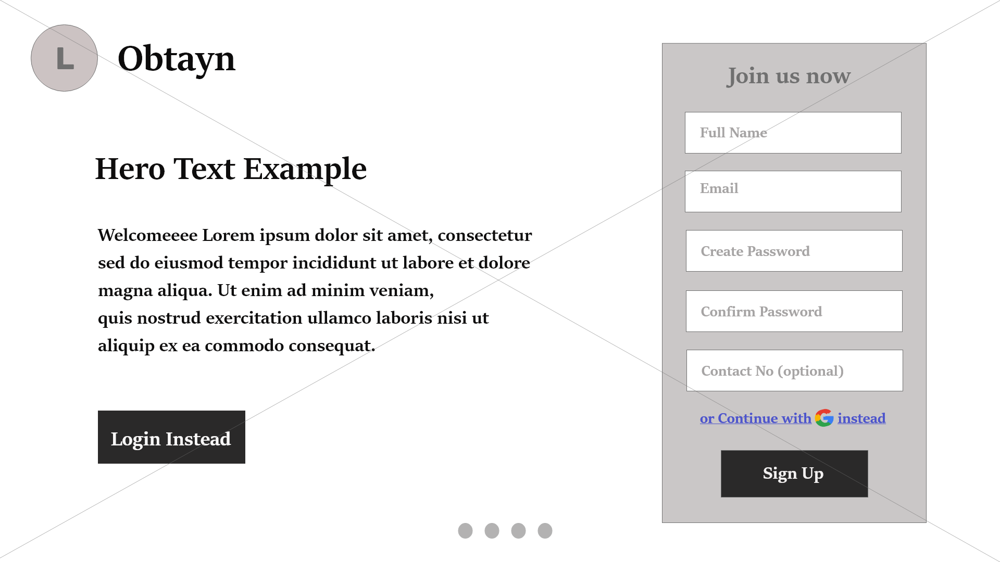 L
Obtayn
Hero Text Example
Welcomeeee Lorem ipsum dolor sit amet, consectetur
sed do eiusmod tempor incididunt ut labore et dolore
magna aliqua. Ut enim ad minim veniam,
quis nostrud exercitation ullamco laboris nisi ut
aliquip ex ea commodo consequat.
Login Instead
Join us now
Full Name
Email
Create Password
Confirm Password
Contact No (optional)
or Continue with G instead
Sign Up